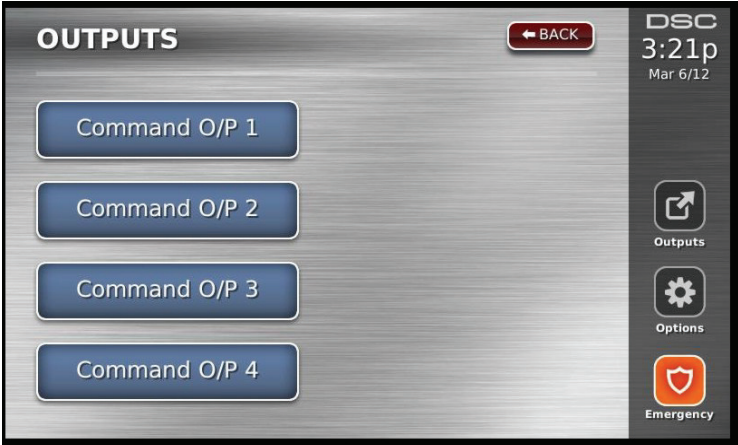 OUTPUTS
BACK
DSC
3:21p
Mar 6/12
Command O/P 1
Command O/P 2
Command O/P 3
Command O/P 4
Outputs
Options
Emergency